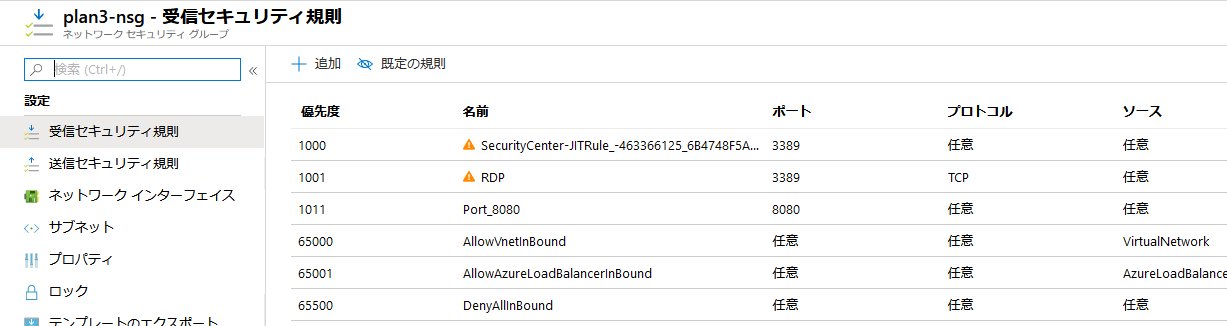 plan3-nsg - 受信セキュリティ規則
ネットワーク セキュリティ グループ
検索 (Ctrl+/)
«
追加
既定の規則
設定
受信セキュリティ規則
送信セキュリティ規則
ネットワーク インターフェイス
サブネット
プロパティ
ロック
テンプレートのエクスポート
優先度 名前 ポート プロトコル ソース
1000 SecurityCenter-JITRule_-463366125_6B4748F5A... 3389 任意 任意
1001 RDP 3389 TCP 任意
1011 Port_8080 8080 任意 任意
65000 AllowVnetInBound 任意 任意 VirtualNetwork
65001 AllowAzureLoadBalancerInBound 任意 任意 AzureLoadBalance
65500 DenyAllInBound 任意 任意 任意